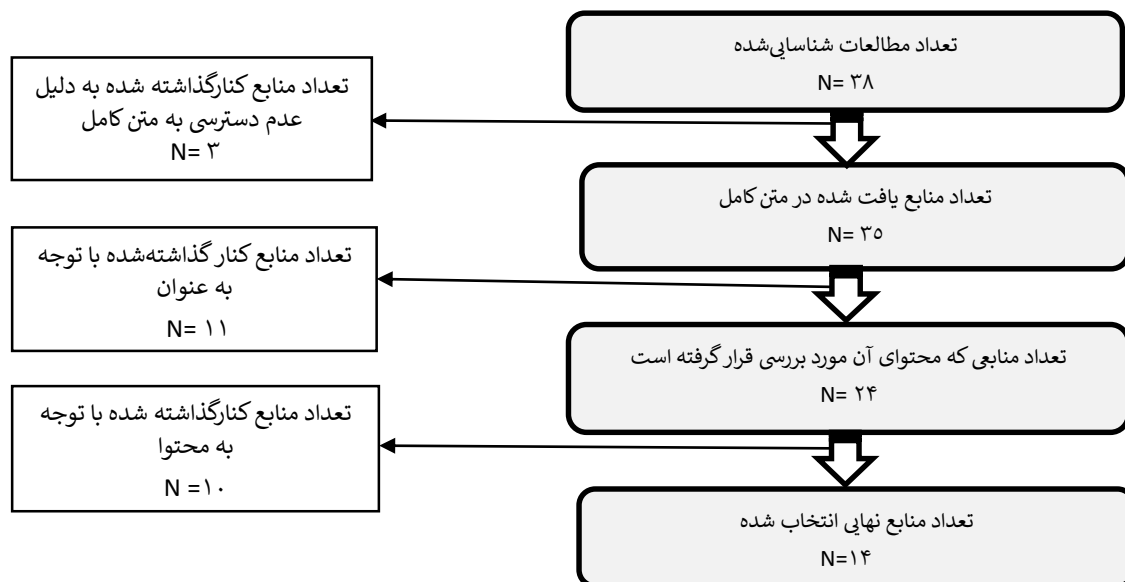 تعداد مطالعات شناسایی‌شده
N= ۳۸
تعداد منابع کنارگذاشته شده به دلیل
عدم دسترسی به متن کامل
N= ۳
تعداد منابع یافت شده در متن کامل
N= ۳۵
تعداد منابع کنار گذاشته‌شده با توجه
به عنوان
N= ۱۱
تعداد منابعی که محتوای آن مورد بررسی قرار گرفته است
N= ۲۴
تعداد منابع کنارگذاشته شده با توجه
به محتوا
N =۱۰
تعداد منابع نهایی انتخاب شده
N=۱۴